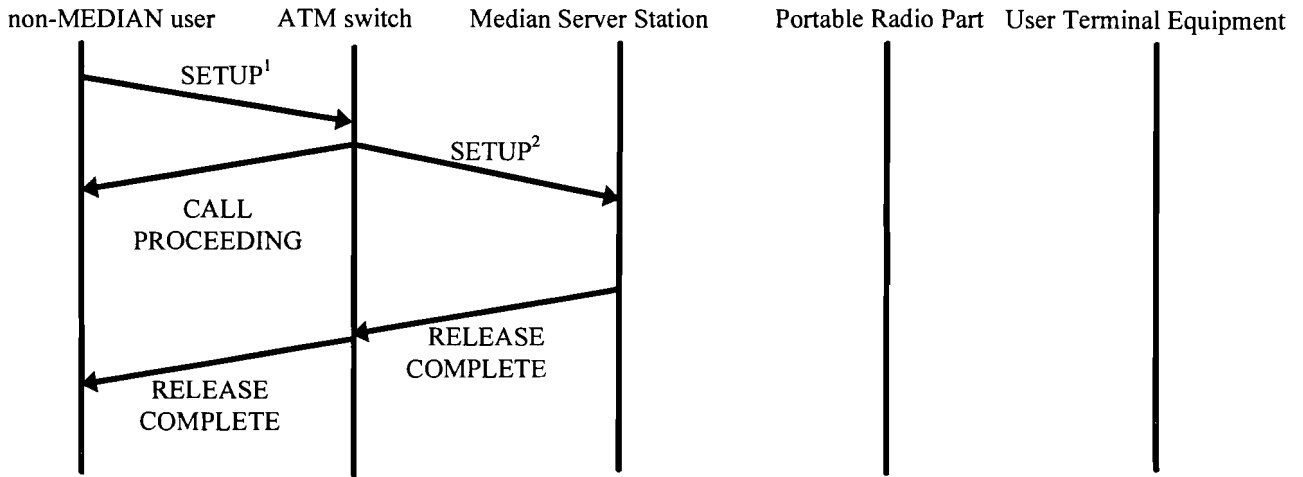 non-MEDIAN user
ATM switch
Median Server Station
Portable Radio Part
User Terminal Equipment
SETUP¹
SETUP²
CALL
PROCEEDING
RELEASE
COMPLETE
RELEASE
COMPLETE